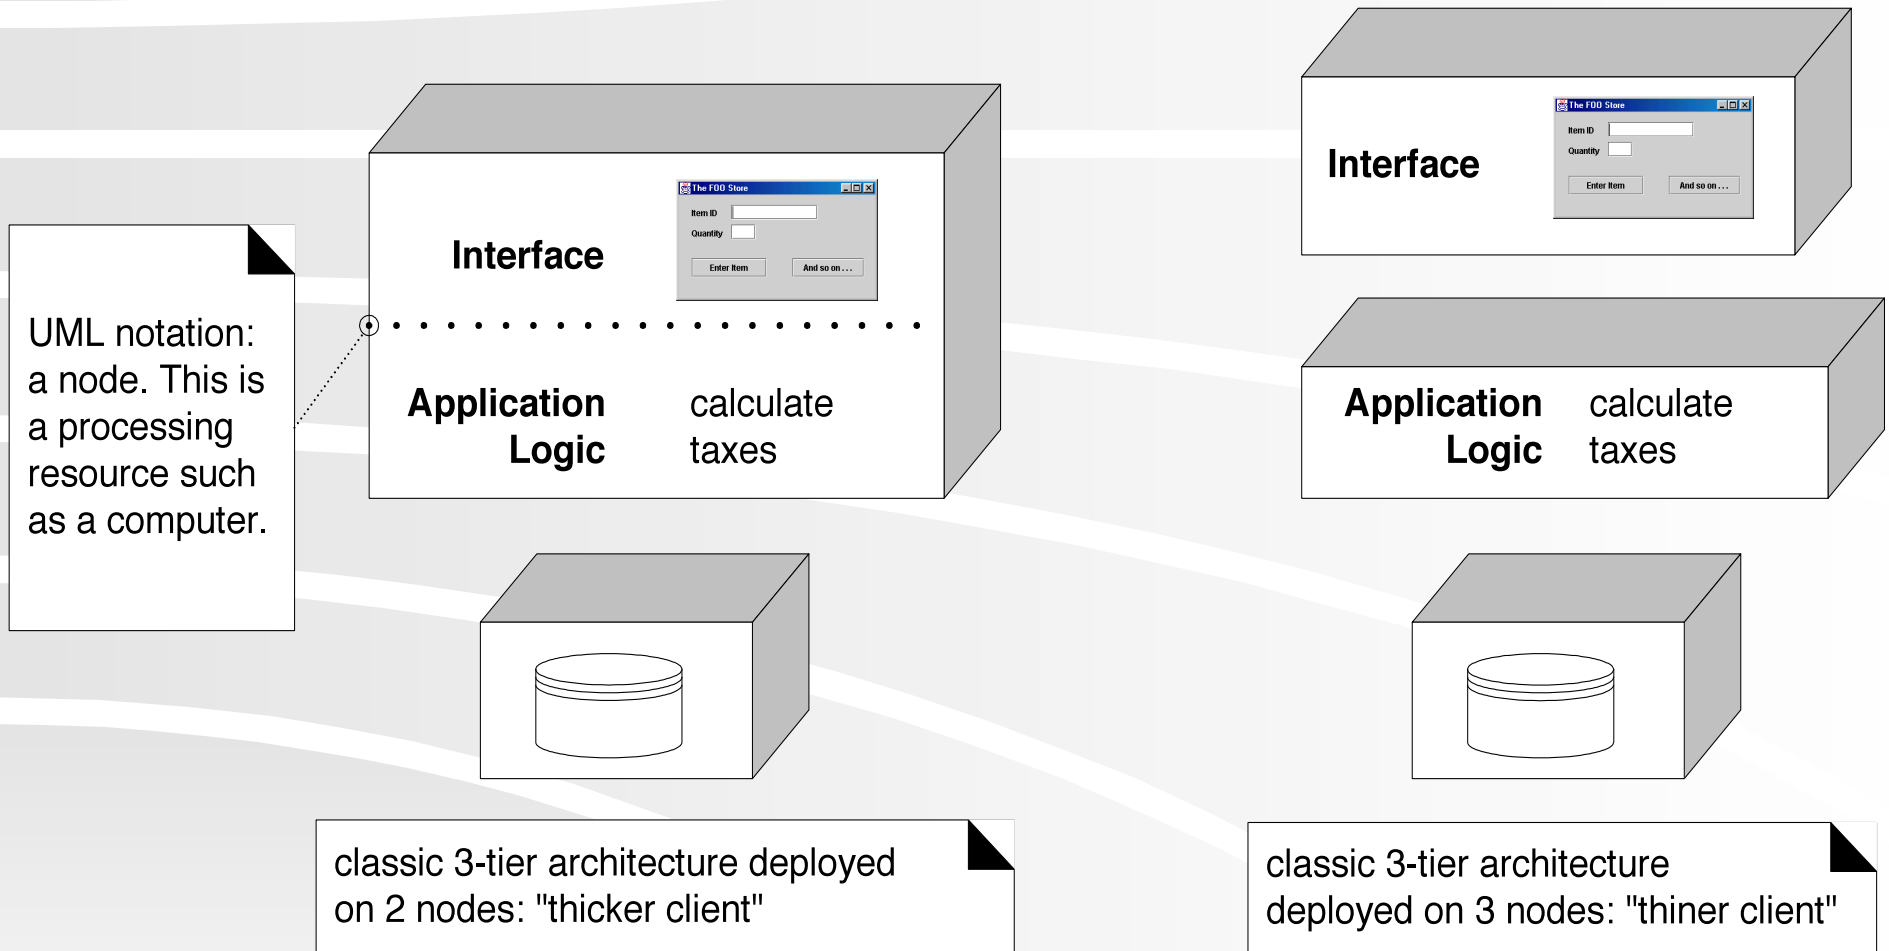 UML notation:
a node. This is
a processing
resource such
as a computer.
The FOO Store
Item ID
Quantity
Enter Item And so on . . .
Interface
Application calculate
Logic taxes
classic 3-tier architecture deployed
on 2 nodes: "thicker client"
The FOO Store
Item ID
Quantity
Enter Item And so on . . .
Interface
Application calculate
Logic taxes
classic 3-tier architecture
deployed on 3 nodes: "thiner client"